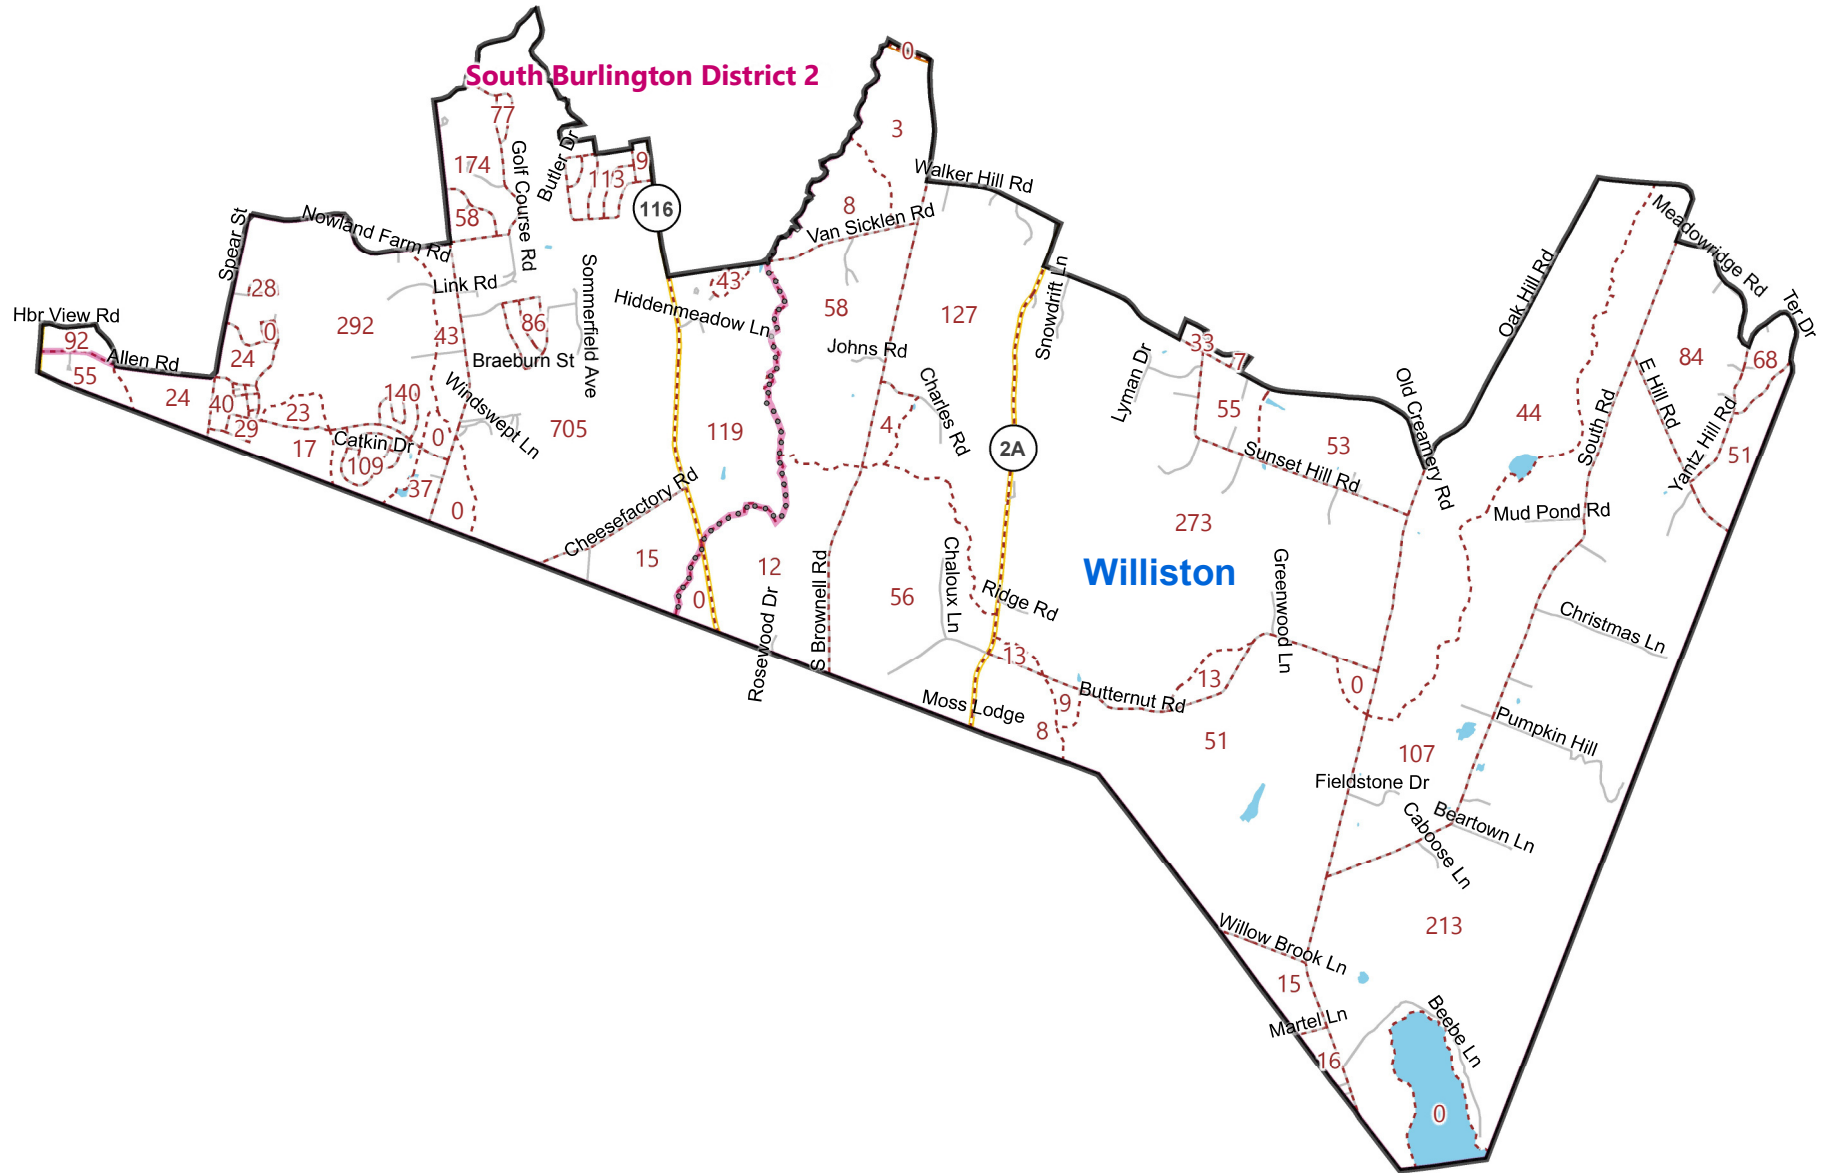 0
South Burlington District 2
77
3
Butler Dr
9
174
Golf Course Rd
113
Walker Hill Rd
58
116
8
Van Sicklen Rd
Nowland Farm Rd
Spear St
Meadowridge Rd
Link Rd
Sommerfield Ave
43
28
Hiddenmeadow Ln
58
127
Snowdrift Ln
Oak Hill Rd
Ter Dr
Hbr View Rd
92
0
292
43
86
33
7
84
68
Allen Rd
24
Braeburn St
Johns Rd
Lyman Dr
55
24
40
23
140
Windswept Ln
705
119
4
Charles Rd
55
Old Creamery Rd
44
E Hill Rd
South Rd
29
17
Catkin Dr
0
2A
53
Yantz Hill Rd
51
109
37
0
Sunset Hill Rd
Cheesefactory Rd
273
Mud Pond Rd
15
12
Williston
0
56
Chaloux Ln
Ridge Rd
Greenwood Ln
Rosewood Dr
S Brownell Rd
Christmas Ln
13
13
0
Moss Lodge
9
Butternut Rd
8
51
107
Pumpkin Hill
Fieldstone Dr
Caboose Ln
Beartown Ln
213
Willow Brook Ln
15
Martel Ln
Beebe Ln
16
0